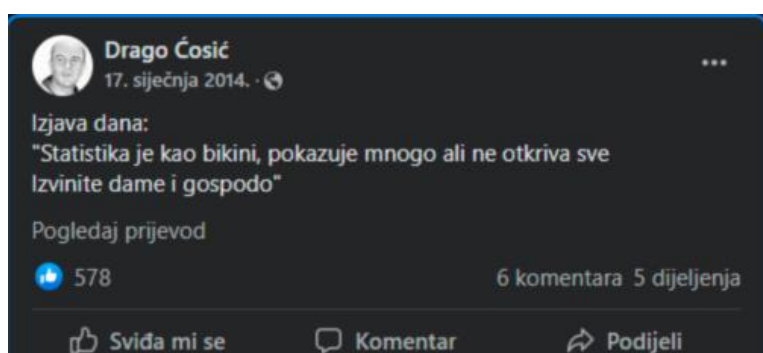 Drago Ćosić
17. siječnja 2014. ·
Izjava dana:
"Statistika je kao bikini, pokazuje mnogo ali ne otkriva sve
Izvinite dame i gospodo"
Pogledaj prijevod
578 6 komentara 5 dijeljenja
Sviđa mi se Komentar Podijeli